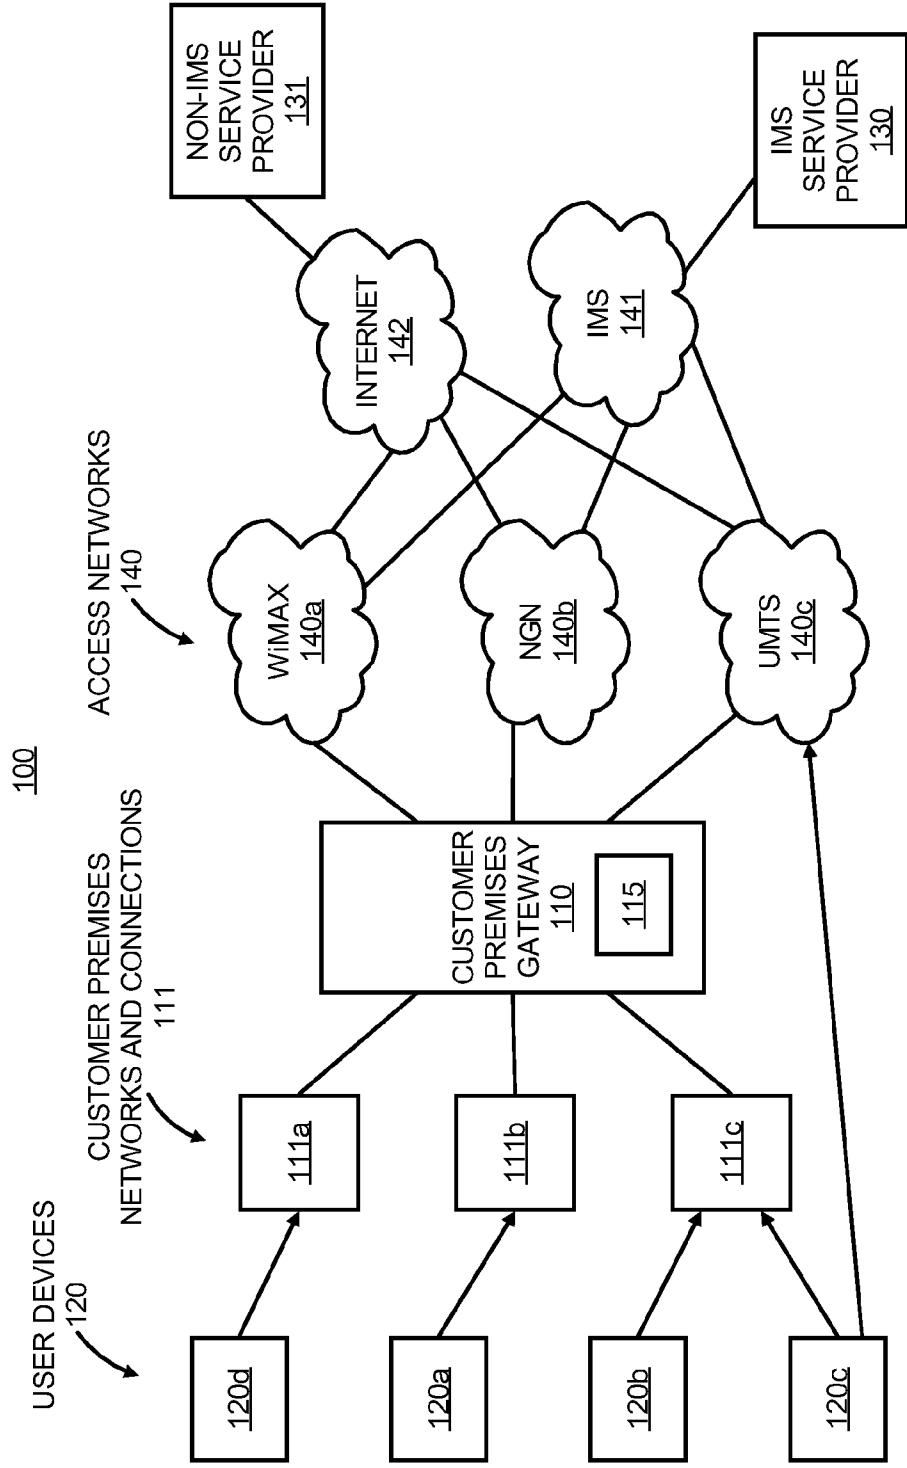 100
USER DEVICES
120
CUSTOMER PREMISES
NETWORKS AND CONNECTIONS
111
ACCESS NETWORKS
140
120d
120a
120b
120c
111a
111b
111c
CUSTOMER
PREMISES
GATEWAY
110
115
WiMAX
140a
NGN
140b
UMTS
140c
INTERNET
142
IMS
141
NON-IMS
SERVICE
PROVIDER
131
IMS
SERVICE
PROVIDER
130